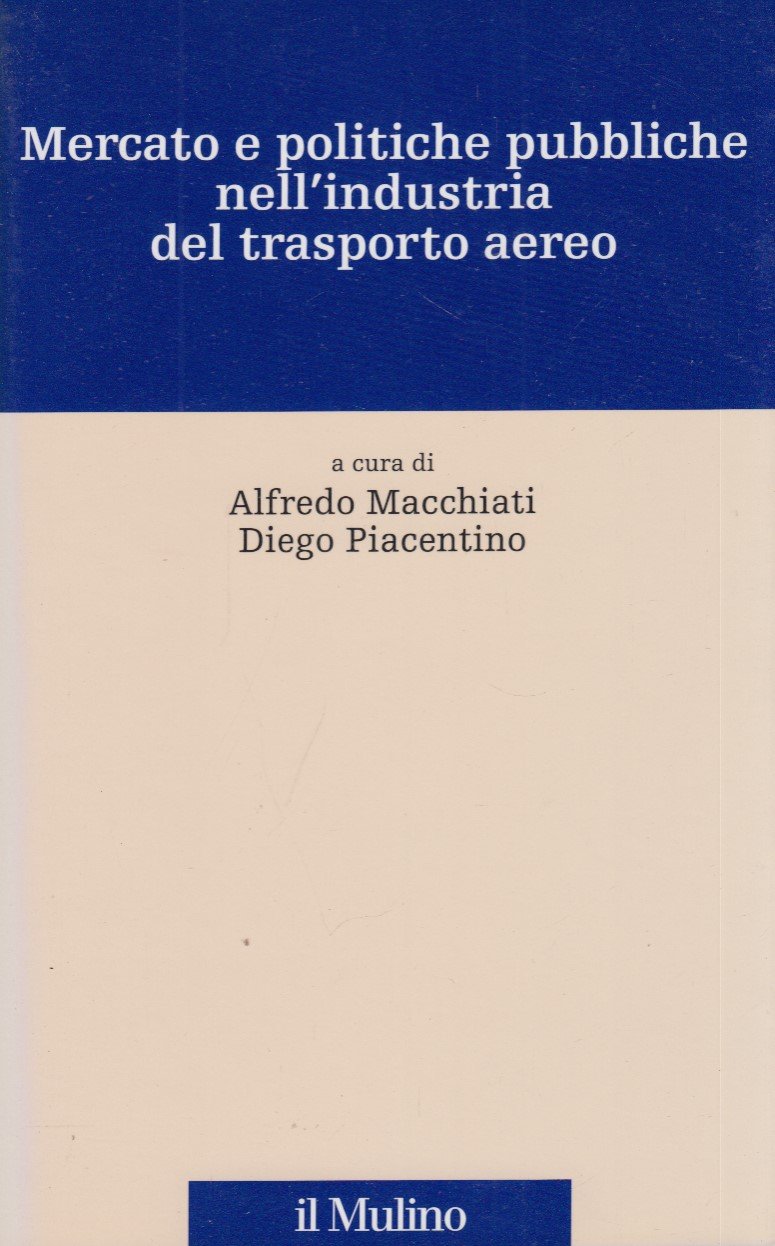 Mercato e politiche pubbliche
nell'industria
del trasporto aereo
a cura di
Alfredo Macchiati
Diego Piacentino
il Mulino